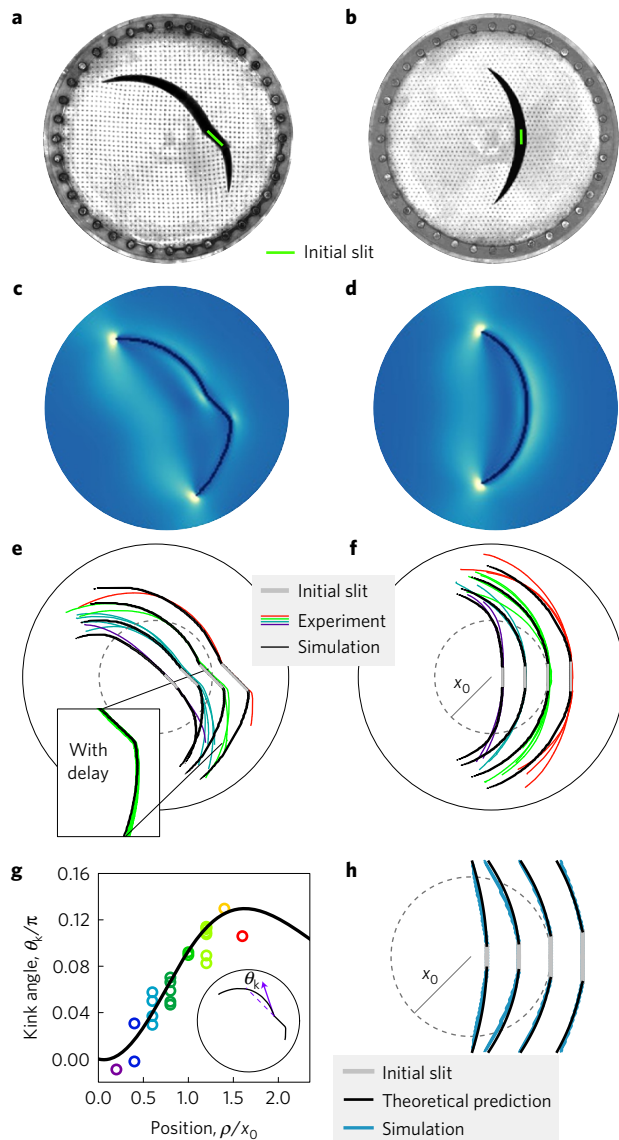 a
b
Initial slit
c
d
e
f
Initial slit
Experiment
Simulation
x0
With
delay
g
h
0.16
0.12
0.08
0.04
0.00
Kink angle, θk/π
θk
0.0 0.5 1.0 1.5 2.0
Position, ρ/x0
x0
Initial slit
Theoretical prediction
Simulation